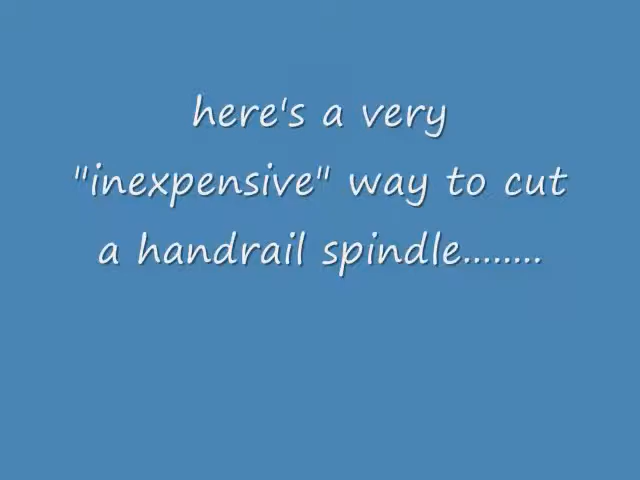 here's a very
"inexpensive" way to cut
a handrail spindle........